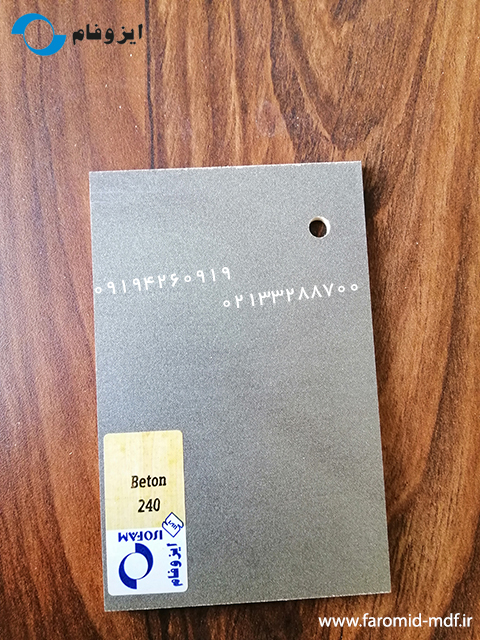 ایزوفام
۰۹۱۹۴۲۶۰۹۱۹
۰۲۱۳۳۲۸۸۷۰۰
Beton
240
ISOFAM
ایزوفام
www.faromid-mdf.ir